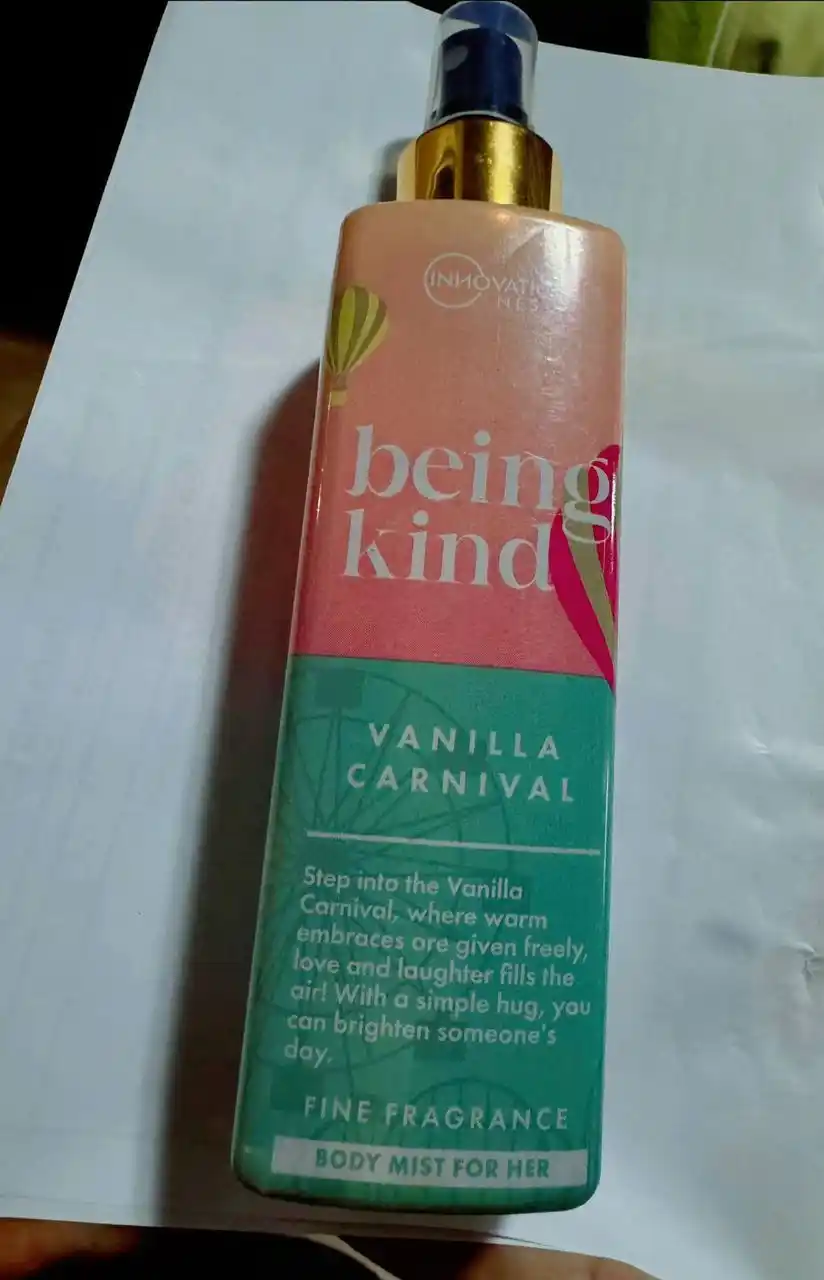 being
kind
VANILLA
CARNIVAL
Step into the Vanilla
Carnival, where warm
embraces are given freely,
love and laughter fills the
air! With a simple hug, you
can brighten someone's
day.
FINE FRAGRANCE
BODY MIST FOR HER